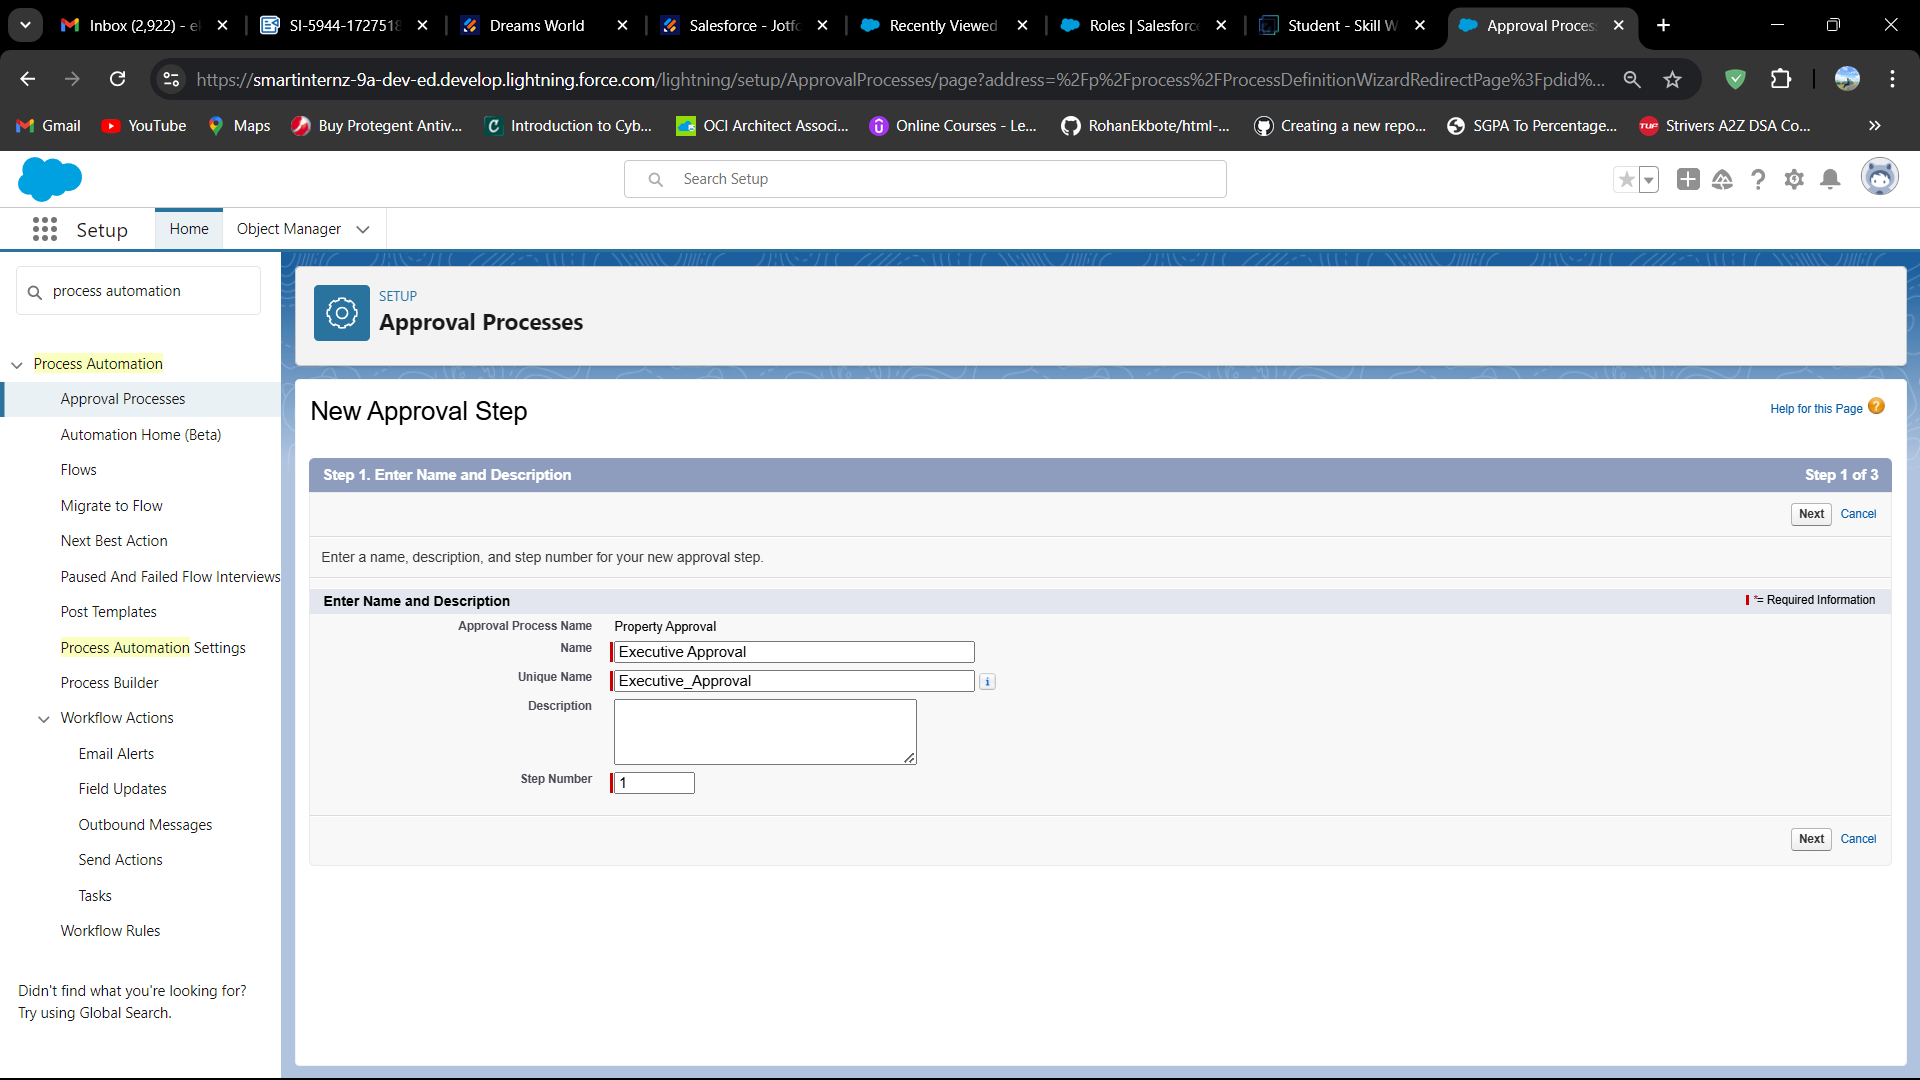 Inbox (2,922) - el
SI-5944-1727518
Dreams World
Salesforce - Jotfo
Recently Viewed
Roles | Salesforce
Student - Skill W
Approval Proces
https://smartinternz-9a-dev-ed.develop.lightning.force.com/lightning/setup/ApprovalProcesses/page?address=%2Fp%2Fprocess%2FProcessDefinitionWizardRedirectPage%3Fpdid%...
Gmail
YouTube
Maps
Buy Protegent Antiv...
Introduction to Cyb...
OCI Architect Associ...
Online Courses - Le...
RohanEkbote/html-...
Creating a new repo...
SGPA To Percentage...
TUF
Strivers A2Z DSA Co...
Search Setup
Setup
Home
Object Manager
process automation
Process Automation
Approval Processes
Automation Home (Beta)
Flows
Migrate to Flow
Next Best Action
Paused And Failed Flow Interviews
Post Templates
Process Automation Settings
Process Builder
Workflow Actions
Email Alerts
Field Updates
Outbound Messages
Send Actions
Tasks
Workflow Rules
Didn't find what you're looking for?
Try using Global Search.
SETUP
Approval Processes
New Approval Step
Help for this Page
Step 1. Enter Name and Description
Step 1 of 3
Next
Cancel
Enter a name, description, and step number for your new approval step.
Enter Name and Description
*= Required Information
Approval Process Name
Property Approval
Name
Executive Approval
Unique Name
Executive_Approval
Description
Step Number
1
Next
Cancel